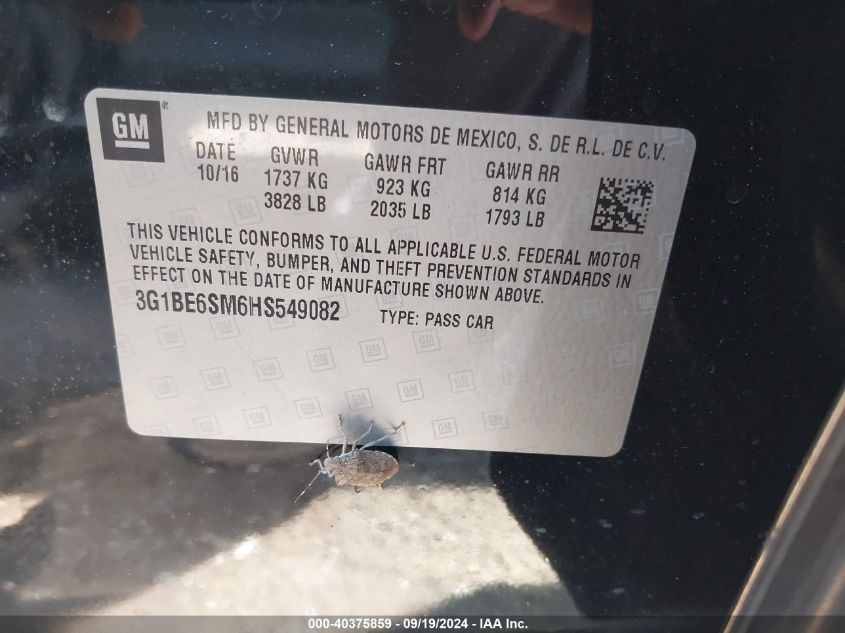 GM ® MFD BY GENERAL MOTORS DE MEXICO, S. DE R.L. DE C.V.
DATE GVWR GAWR FRT GAWR RR
10/16 1737 KG 923 KG 814 KG
3828 LB 2035 LB 1793 LB
THIS VEHICLE CONFORMS TO ALL APPLICABLE U.S. FEDERAL MOTOR
VEHICLE SAFETY, BUMPER, AND THEFT PREVENTION STANDARDS IN
EFFECT ON THE DATE OF MANUFACTURE SHOWN ABOVE.
3G1BE6SM6HS549082 TYPE: PASS CAR
000-40375859 - 09/19/2024 - IAA Inc.